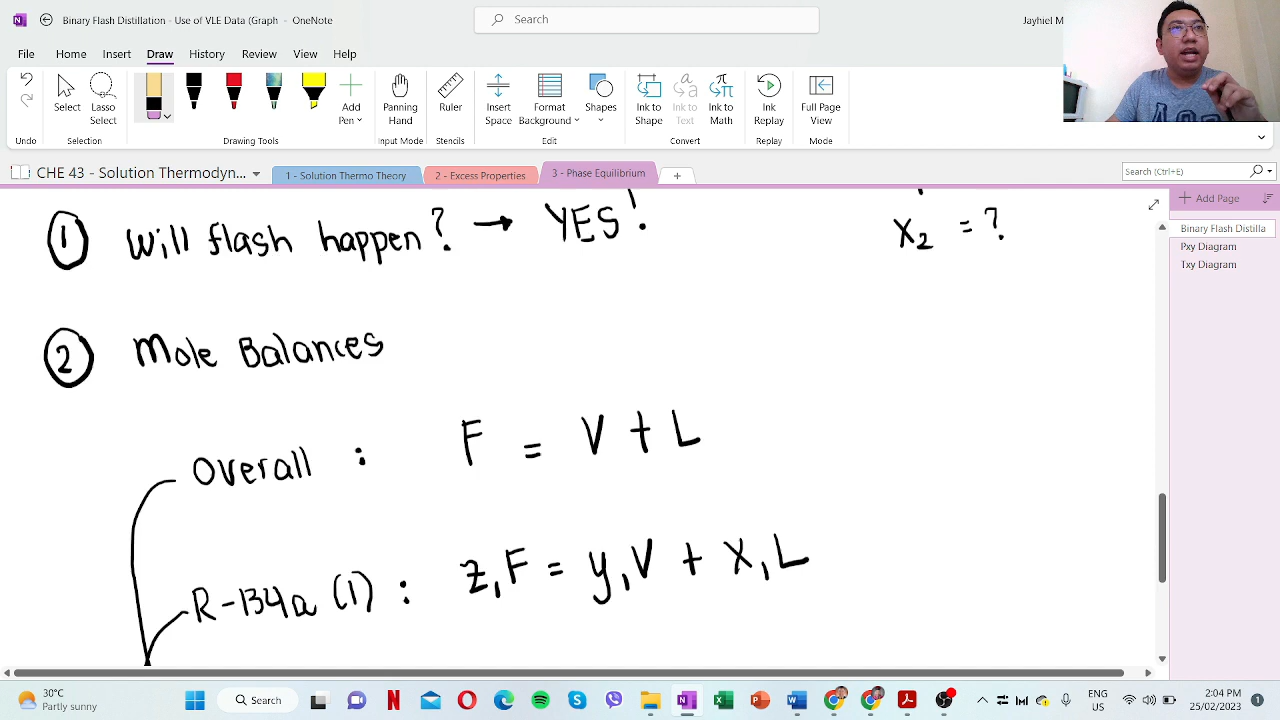 Binary Flash Distillation - Use of VLE Data (Graph - OneNote
Search
Jayhiel M
File Home Insert Draw History Review View Help
Undo
Select
Lasso Select
Add Pen
Panning Hand
Ruler
Insert Space
Format Background
Shapes
Ink to Shape
Ink to Text
Ink to Math
Ink Replay
Full Page View
Undo Drawing Tools Input Mode Stencils Edit Convert Replay Mode
CHE 43 - Solution Thermodyn... 1 - Solution Thermo Theory 2 - Excess Properties 3 - Phase Equilibrium + Search (Ctrl+E)
Add Page
Binary Flash Distilla
Pxy Diagram
Txy Diagram
① Will flash happen? → YES!
x₂ = ?
② Mole Balances
Overall : F = V + L
R-134a (1) : z₁F = y₁V + x₁L
30°C
Partly sunny
Search
ENG
US
2:04 PM
25/02/2023